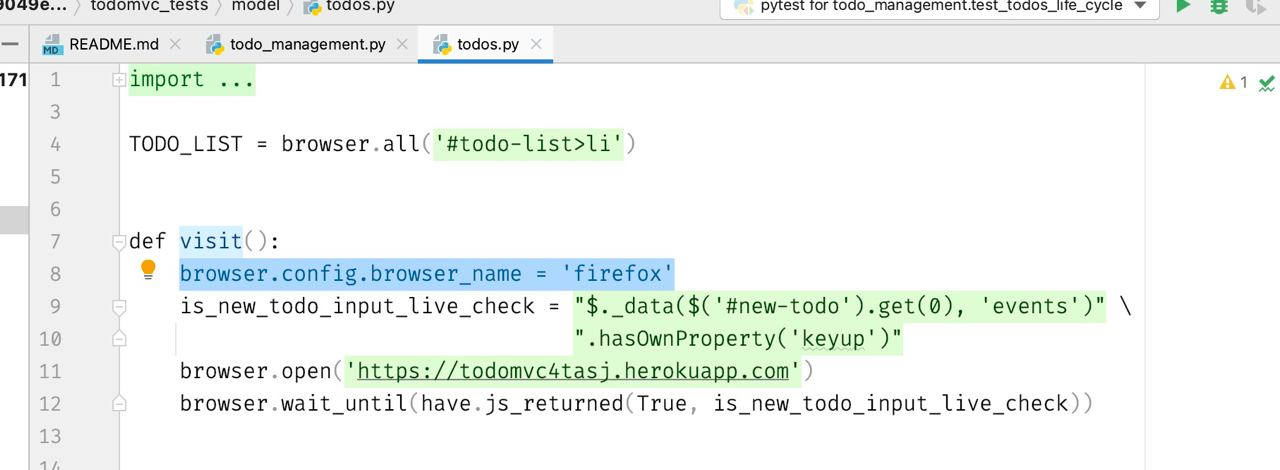 9049e... 〉 todomvc_tests 〉 model 〉 todos.py pytest for todo_management.test_todos_life_cycle
MD README.md todo_management.py todos.py
171 1 import ... 1
3
4 TODO_LIST = browser.all('#todo-list>li')
5
6
7 def visit():
8 browser.config.browser_name = 'firefox'
9 is_new_todo_input_live_check = "$._data($('#new-todo').get(0), 'events')" \
10 ".hasOwnProperty('keyup')"
11 browser.open('https://todomvc4tasj.herokuapp.com')
12 browser.wait_until(have.js_returned(True, is_new_todo_input_live_check))
13
14